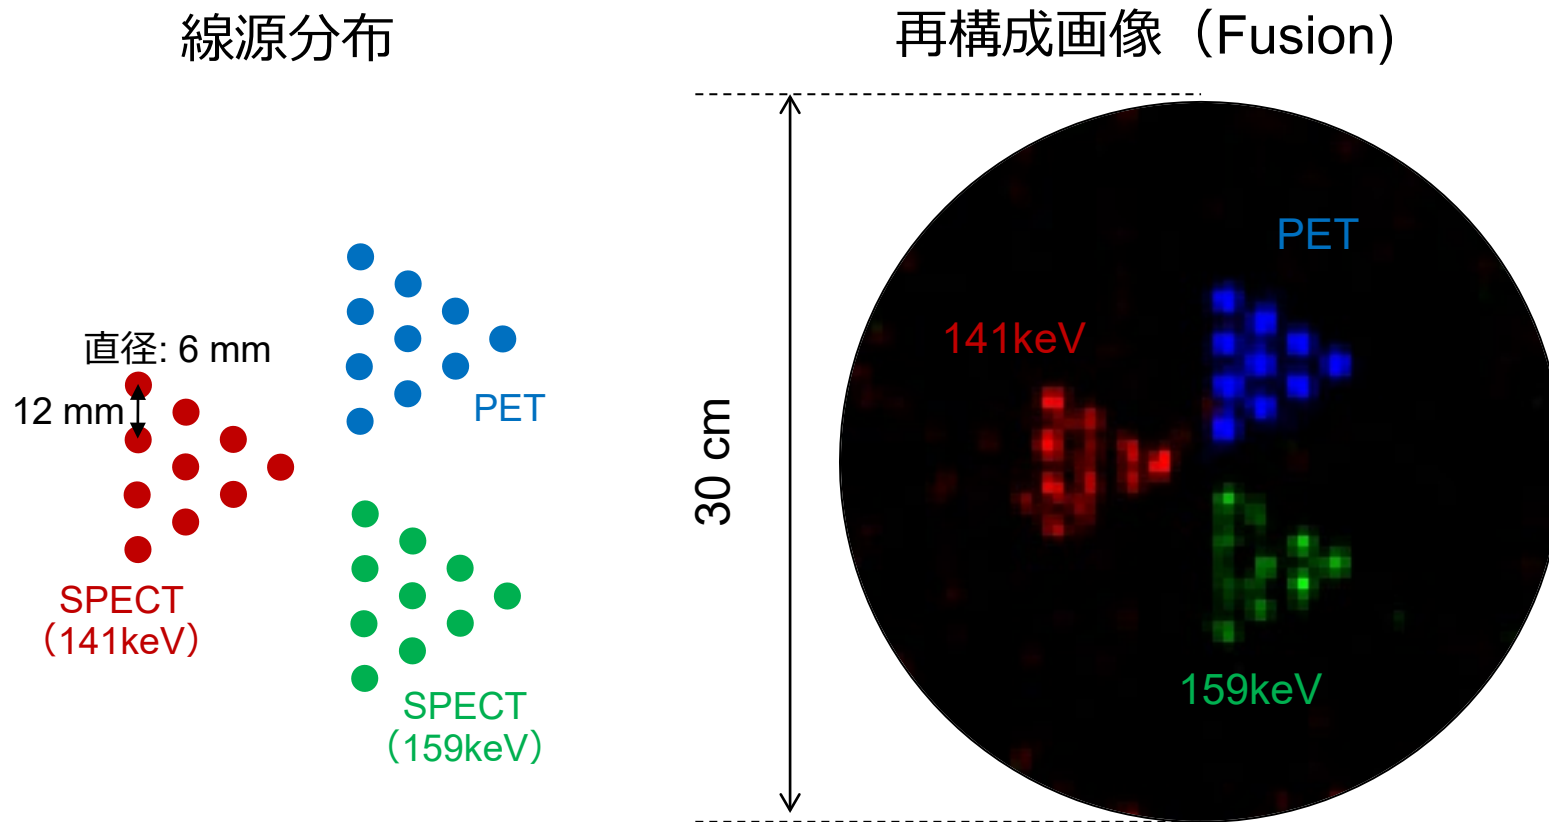 線源分布
再構成画像（Fusion)
直径: 6 mm
12 mm
PET
SPECT
（141keV）
SPECT
（159keV）
30 cm
PET
141keV
159keV